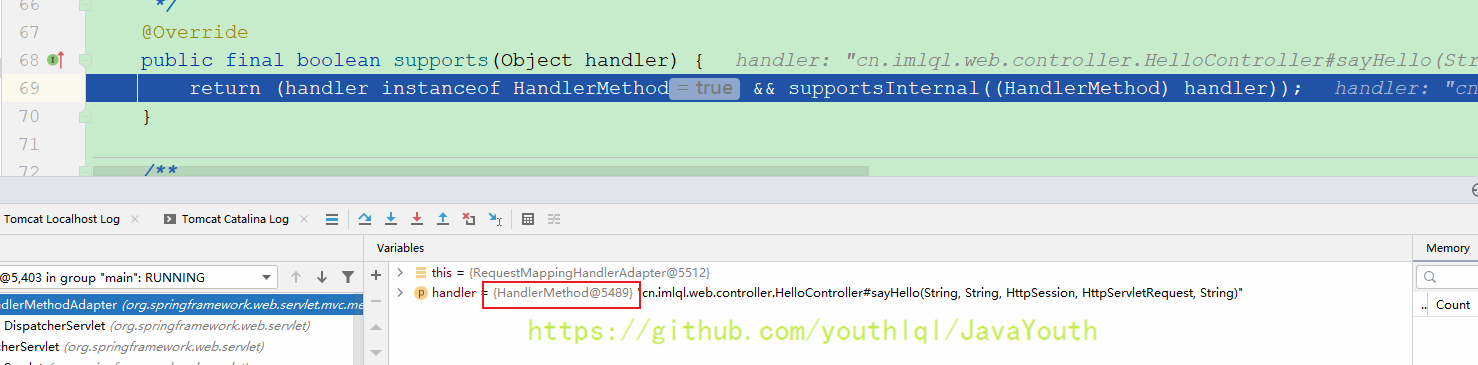 66 */
67 @Override
68 public final boolean supports(Object handler) { handler: "cn.imlql.web.controller.HelloController#sayHello(Str
69 return (handler instanceof HandlerMethod = true && supportsInternal((HandlerMethod) handler)); handler: "cn
70 }
71
72 /**
Tomcat Localhost Log × Tomcat Catalina Log ×
Variables
Memory
@5,403 in group "main": RUNNING
this = {RequestMappingHandlerAdapter@5512}
handler = {HandlerMethod@5489} "cn.imlql.web.controller.HelloController#sayHello(String, String, HttpSession, HttpServletRequest, String)"
ndlerMethodAdapter (org.springframework.web.servlet.mvc.me
.. Count
DispatcherServlet (org.springframework.web.servlet)
cherServlet (org.springframework.web.servlet)
https://github.com/youthlql/JavaYouth